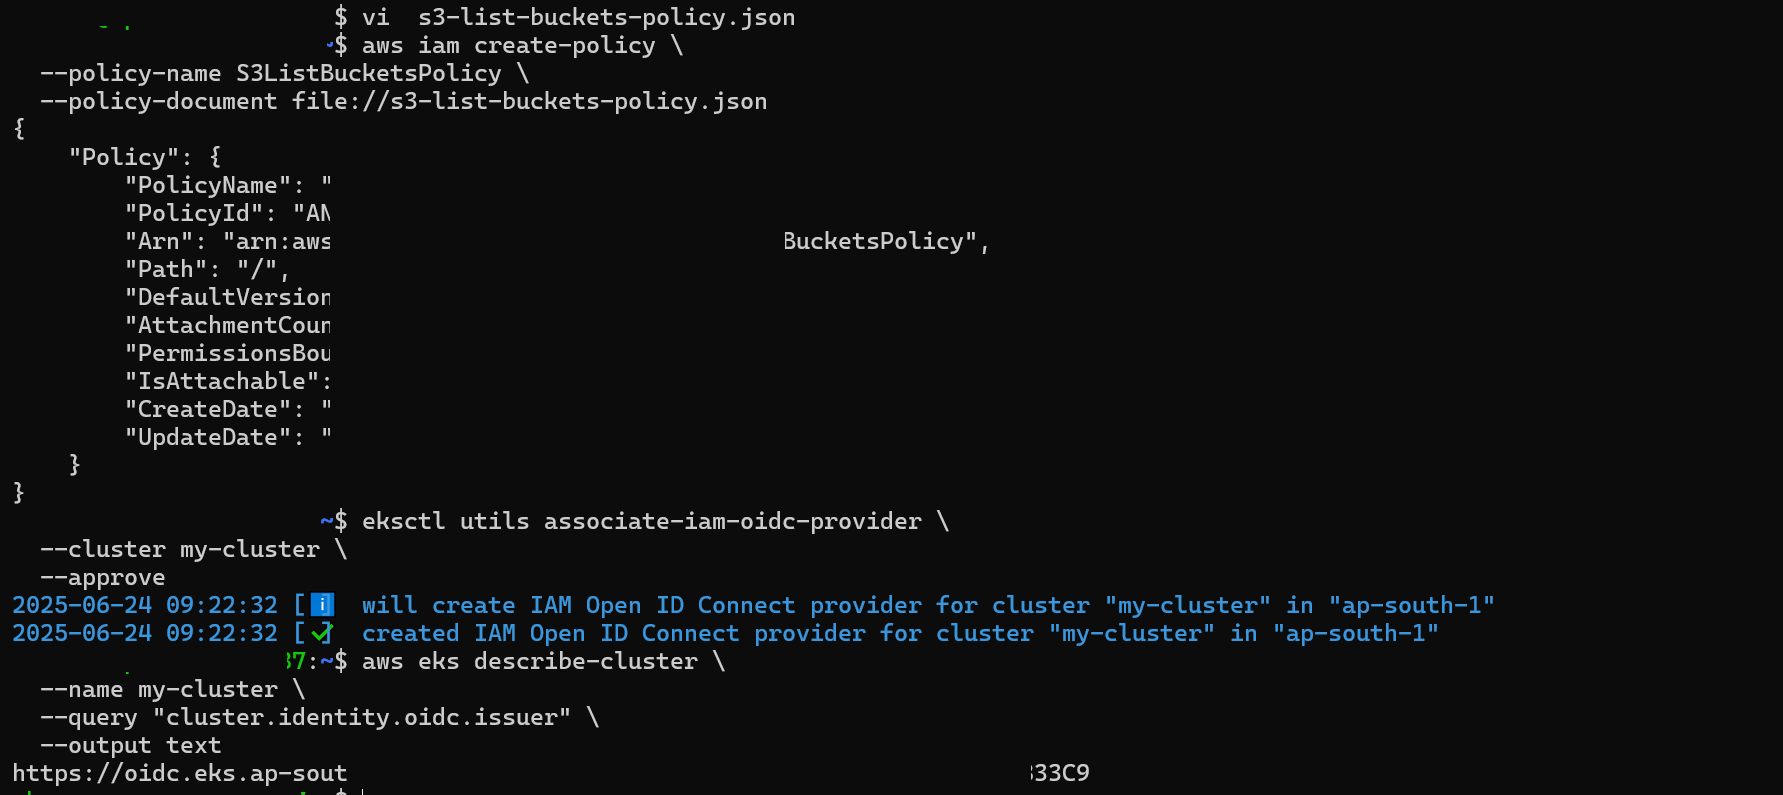 $ vi  s3-list-buckets-policy.json
~$ aws iam create-policy \
  --policy-name S3ListBucketsPolicy \
  --policy-document file://s3-list-buckets-policy.json
{
    "Policy": {
        "PolicyName": "
        "PolicyId": "AN
        "Arn": "arn:aws BucketsPolicy",
        "Path": "/",
        "DefaultVersion
        "AttachmentCoun
        "PermissionsBou
        "IsAttachable":
        "CreateDate": "
        "UpdateDate": "
    }
}
~$ eksctl utils associate-iam-oidc-provider \
  --cluster my-cluster \
  --approve
2025-06-24 09:22:32 [ℹ]  will create IAM Open ID Connect provider for cluster "my-cluster" in "ap-south-1"
2025-06-24 09:22:32 [✔]  created IAM Open ID Connect provider for cluster "my-cluster" in "ap-south-1"
7:~$ aws eks describe-cluster \
  --name my-cluster \
  --query "cluster.identity.oidc.issuer" \
  --output text
https://oidc.eks.ap-sout 33C9